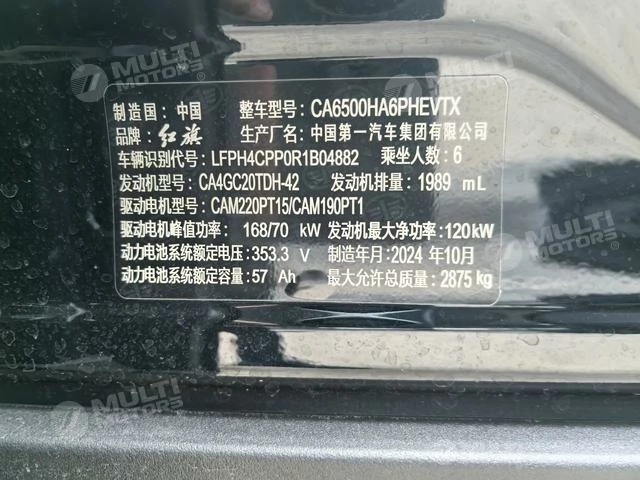 制造国：中国 整车型号：CA6500HA6PHEVTX
品牌：红旗 生产厂名：中国第一汽车集团有限公司
车辆识别代号：LFPH4CPP0R1B04882 乘坐人数：6
发动机型号：CA4GC20TDH-42 发动机排量：1989 mL
驱动电机型号：CAM220PT15/CAM190PT1
驱动电机峰值功率：168/70 kW 发动机最大净功率：120kW
动力电池系统额定电压：353.3 V 制造年月：2024 年10月
动力电池系统额定容量：57 Ah 最大允许总质量：2875 kg
MULTI MOTORS
MULTI MOTORS
MULTI MOTORS
MULTI MOTORS
MULTI MOTORS